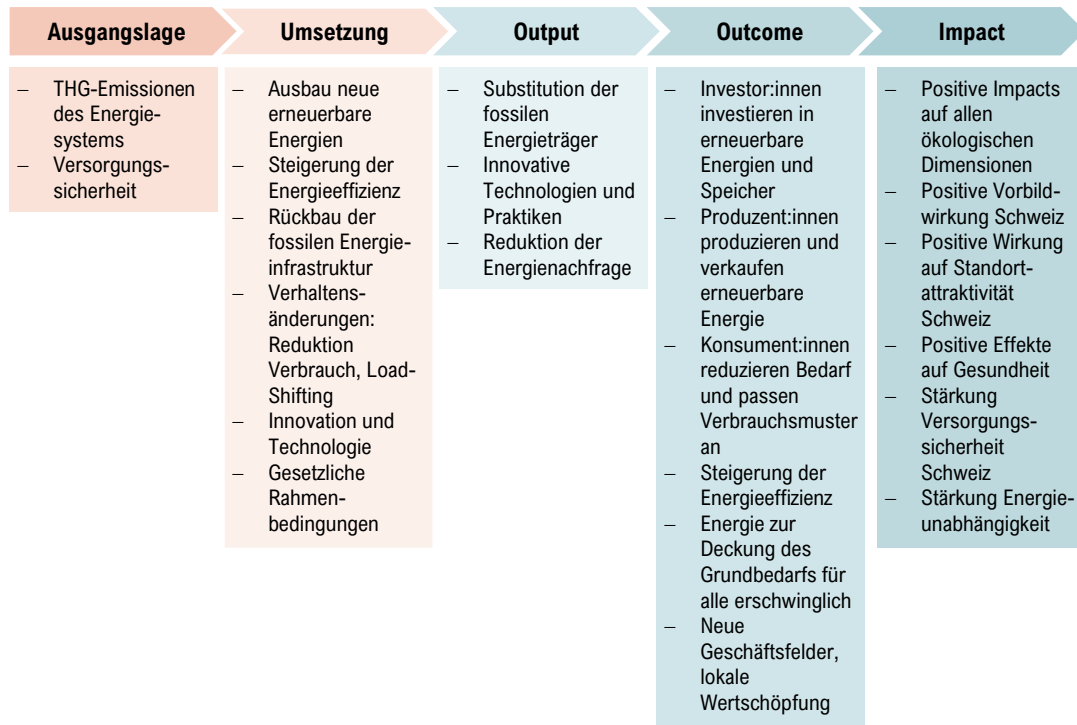 Ausgangslage
Umsetzung
Output
Outcome
Impact
– THG-Emissionen
des Energie-
systems
– Versorgungs-
sicherheit
– Ausbau neue
erneuerbare
Energien
– Steigerung der
Energieeffizienz
– Rückbau der
fossilen Energie-
infrastruktur
– Verhaltens-
änderungen:
Reduktion
Verbrauch, Load-
Shifting
– Innovation und
Technologie
– Gesetzliche
Rahmen-
bedingungen
– Substitution der
fossilen
Energieträger
– Innovative
Technologien und
Praktiken
– Reduktion der
Energienachfrage
– Investor:innen
investieren in
erneuerbare
Energien und
Speicher
– Produzent:innen
produzieren und
verkaufen
erneuerbare
Energie
– Konsument:innen
reduzieren Bedarf
und passen
Verbrauchsmuster
an
– Steigerung der
Energieeffizienz
– Energie zur
Deckung des
Grundbedarfs für
alle erschwinglich
– Neue
Geschäftsfelder,
lokale
Wertschöpfung
– Positive Impacts
auf allen
ökologischen
Dimensionen
– Positive Vorbild-
wirkung Schweiz
– Positive Wirkung
auf Standort-
attraktivität
Schweiz
– Positive Effekte
auf Gesundheit
– Stärkung
Versorgungs-
sicherheit
Schweiz
– Stärkung Energie-
unabhängigkeit